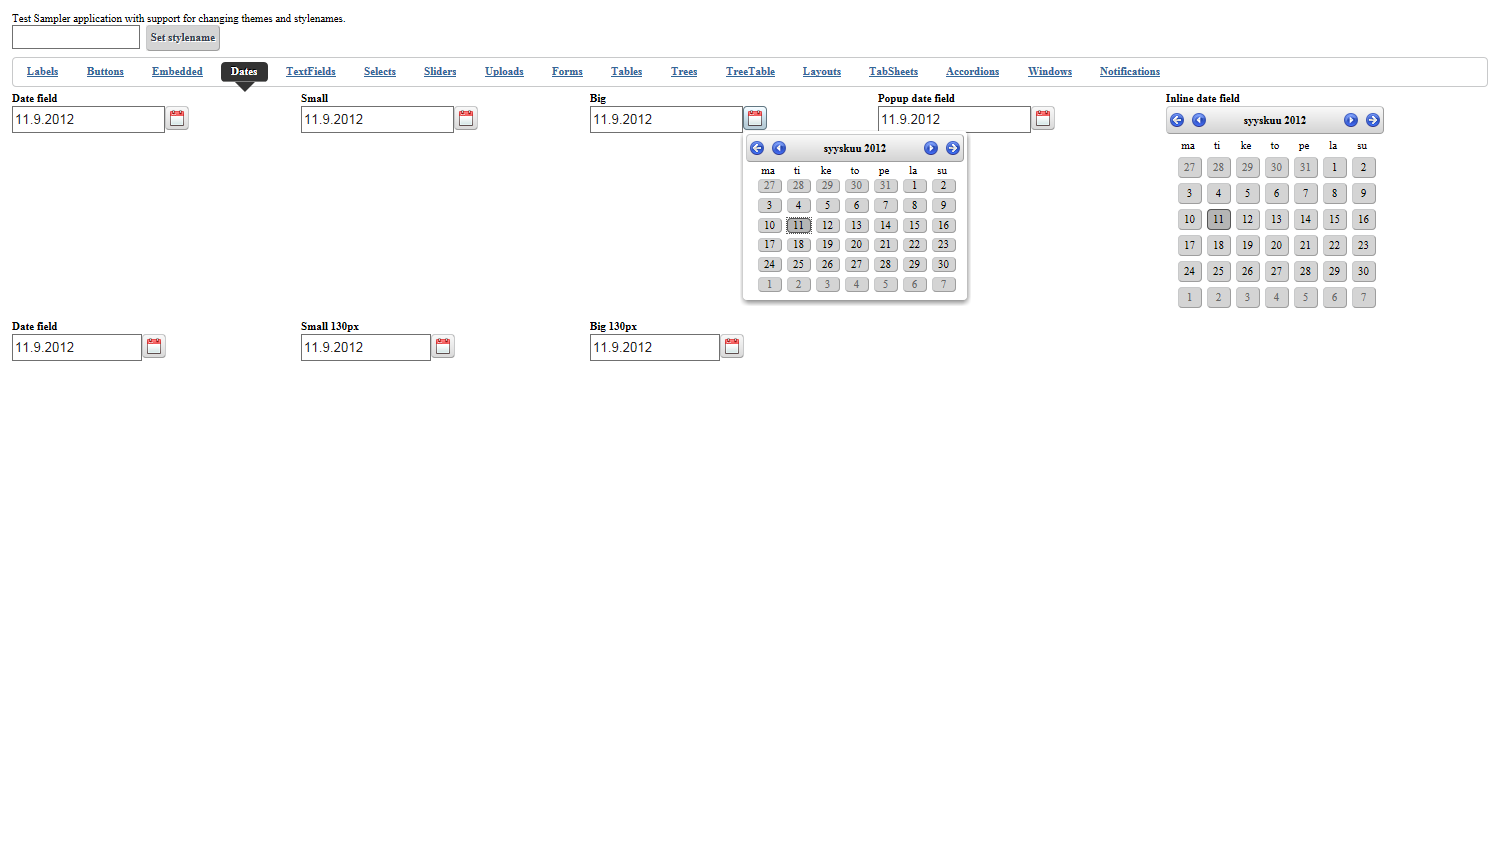 Test Sampler application with support for changing themes and stylenames.
Set stylename
Labels Buttons Embedded Dates TextFields Selects Sliders Uploads Forms Tables Trees TreeTable Layouts TabSheets Accordions Windows Notifications
Date field Small Big Popup date field Inline date field
11.9.2012 11.9.2012 11.9.2012 11.9.2012
syyskuu 2012
ma ti ke to pe la su
27 28 29 30 31 1 2
3 4 5 6 7 8 9
10 11 12 13 14 15 16
17 18 19 20 21 22 23
24 25 26 27 28 29 30
1 2 3 4 5 6 7
syyskuu 2012
ma ti ke to pe la su
27 28 29 30 31 1 2
3 4 5 6 7 8 9
10 11 12 13 14 15 16
17 18 19 20 21 22 23
24 25 26 27 28 29 30
1 2 3 4 5 6 7
Date field Small 130px Big 130px
11.9.2012 11.9.2012 11.9.2012